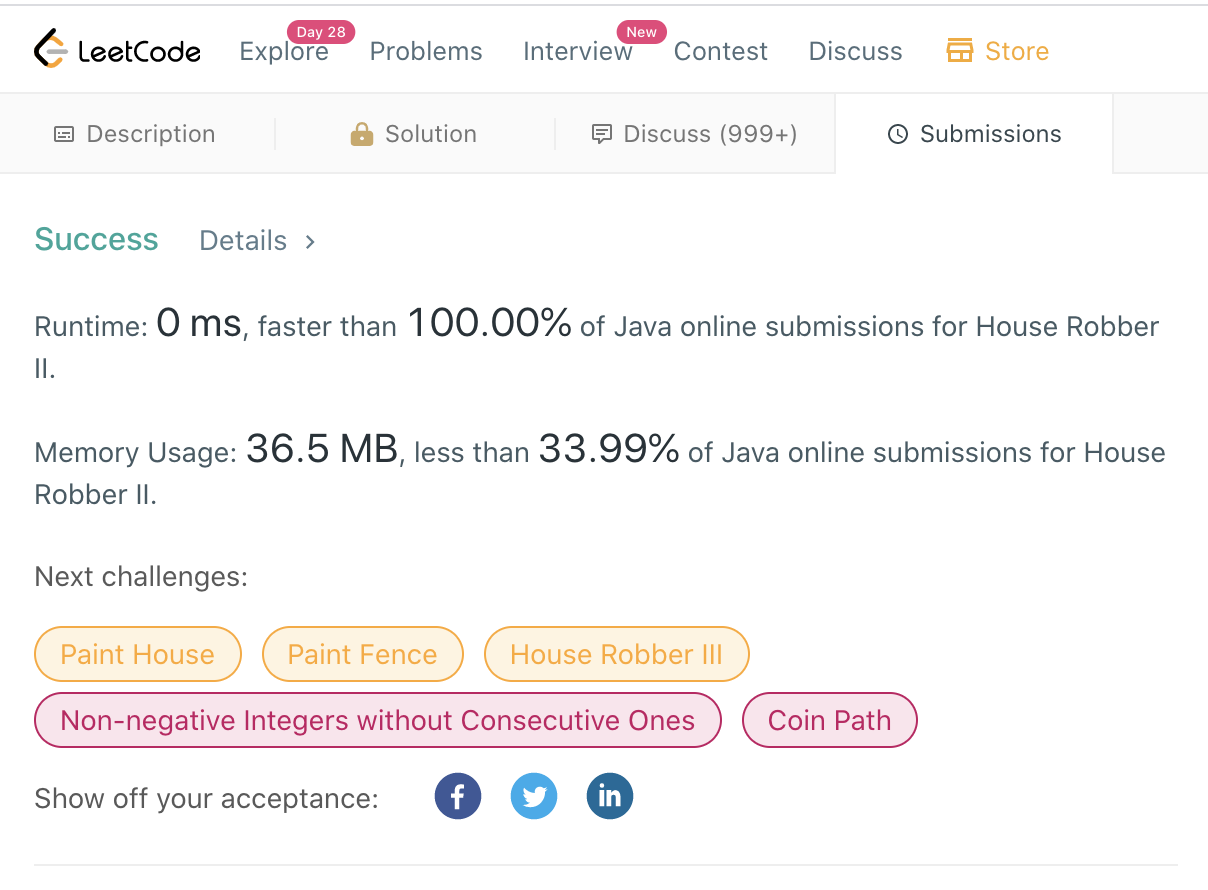 Day 28
New
LeetCode Explore Problems Interview Contest Discuss Store
Description Solution Discuss (999+) Submissions
Success Details >
Runtime: 0 ms, faster than 100.00% of Java online submissions for House Robber
II.
Memory Usage: 36.5 MB, less than 33.99% of Java online submissions for House
Robber II.
Next challenges:
Paint House Paint Fence House Robber III
Non-negative Integers without Consecutive Ones Coin Path
Show off your acceptance: f in